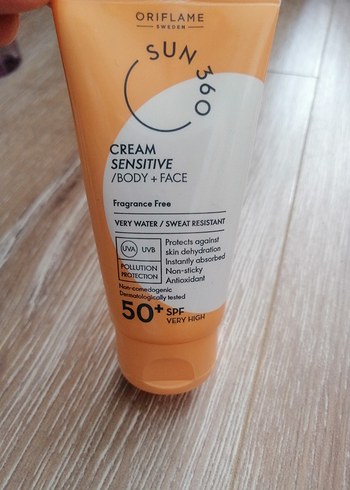 ORIFLAME
SWEDEN
SUN 360
CREAM
SENSITIVE
/BODY + FACE
Fragrance Free
VERY WATER / SWEAT RESISTANT
UVA UVB
POLLUTION
PROTECTION
Protects against
skin dehydration
Instantly absorbed
Non-sticky
Antioxidant
Non-comedogenic
Dermatologically tested
50+ SPF
VERY HIGH